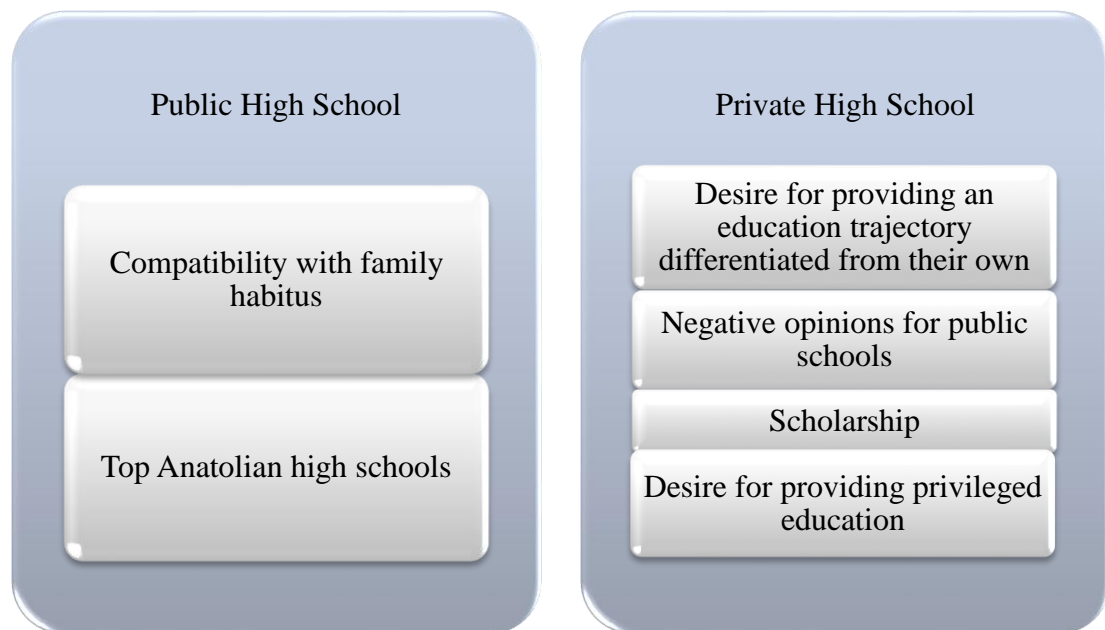 Public High School
Compatibility with family
habitus
Top Anatolian high schools
Private High School
Desire for providing an
education trajectory
differentiated from their own
Negative opinions for public
schools
Scholarship
Desire for providing privileged
education